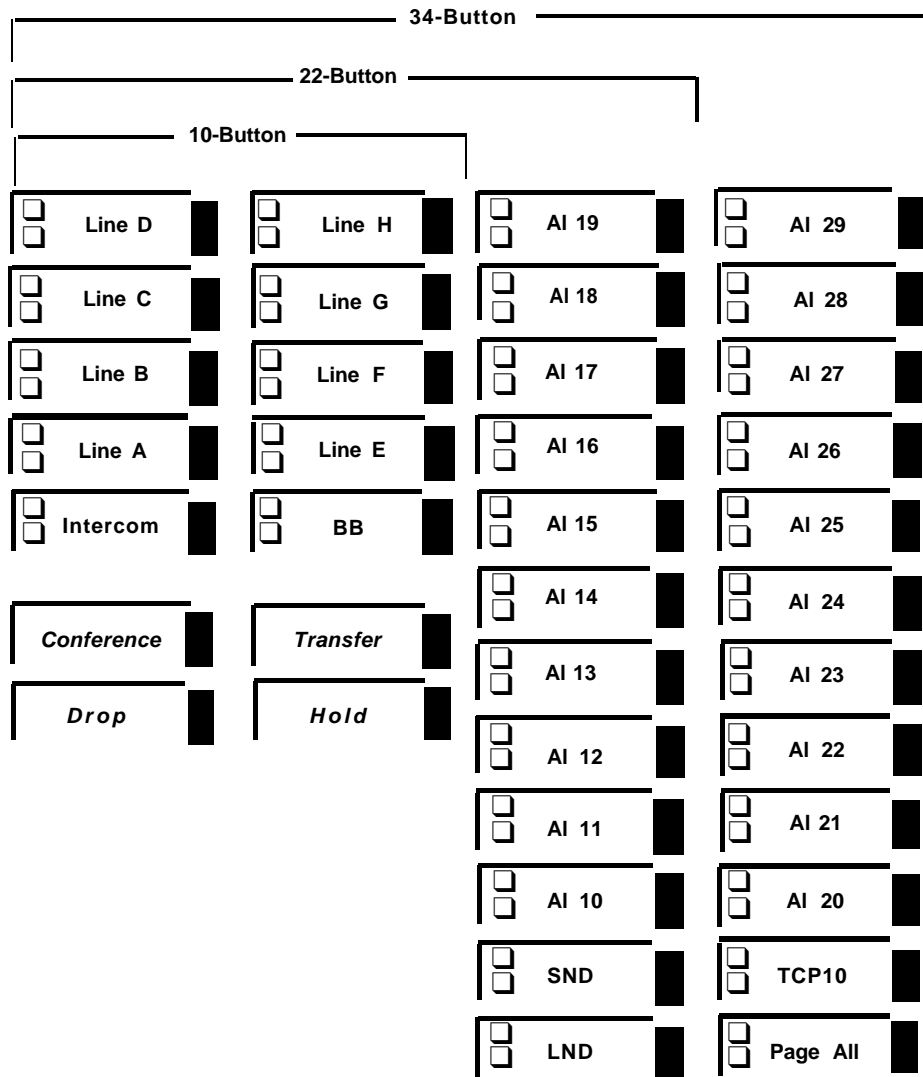 34-Button
22-Button
10-Button
Line D Line H AI 19 AI 29
Line C Line G AI 18 AI 28
Line B Line F AI 17 AI 27
Line A Line E AI 16 AI 26
Intercom BB AI 15 AI 25
AI 14 AI 24
Conference Transfer
AI 13 AI 23
Drop Hold
AI 12 AI 22
AI 11 AI 21
AI 10 AI 20
SND TCP10
LND Page All